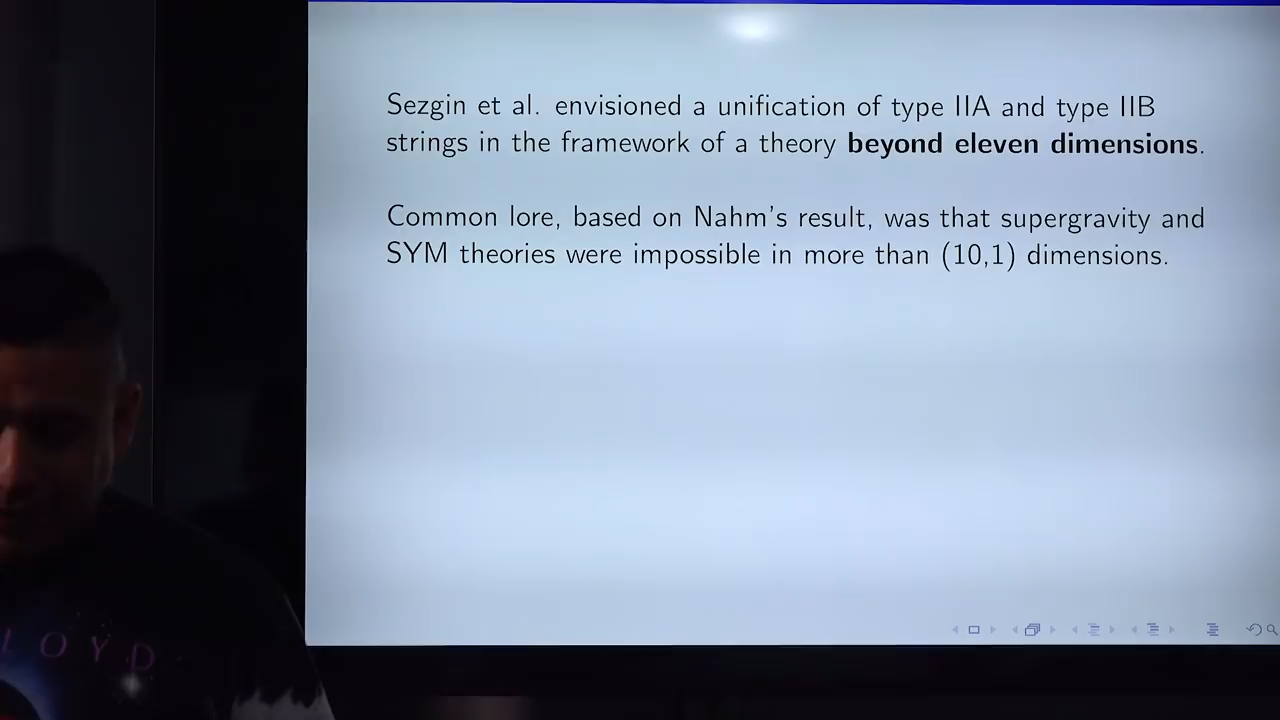 Sezgin et al. envisioned a unification of type IIA and type IIB
strings in the framework of a theory beyond eleven dimensions.
Common lore, based on Nahm's result, was that supergravity and
SYM theories were impossible in more than (10,1) dimensions.
LOYD